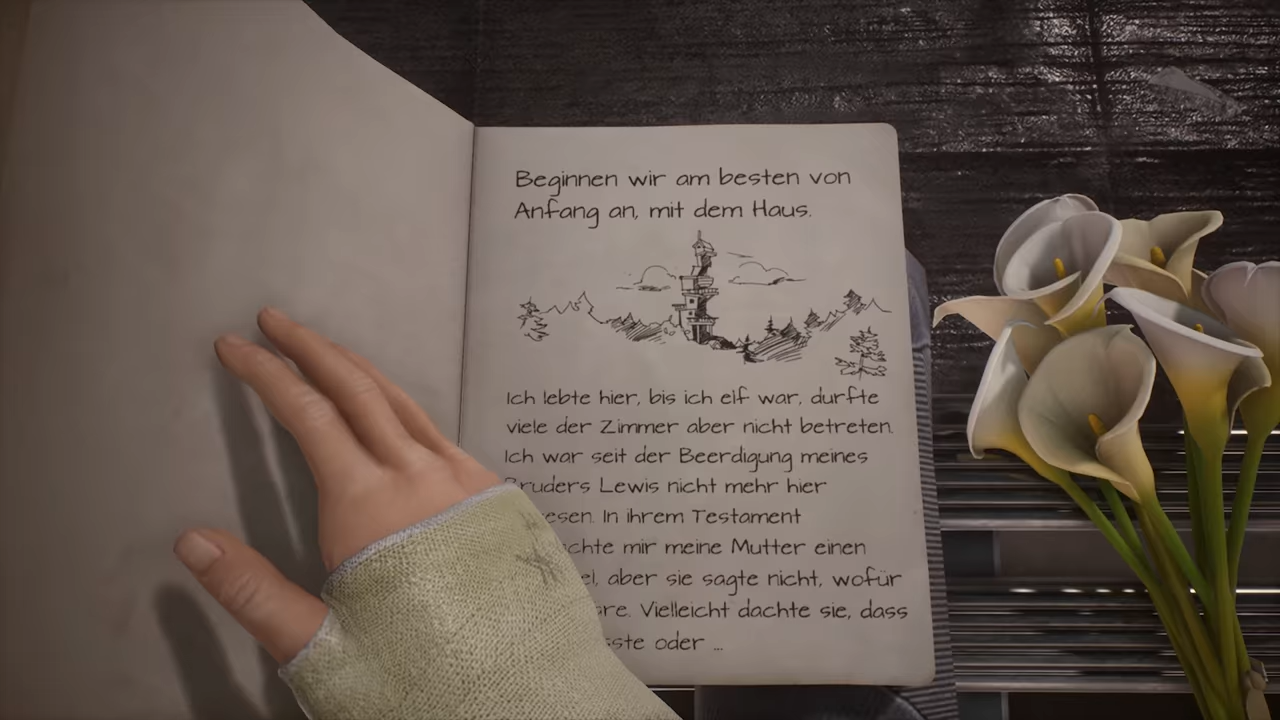 Beginnen wir am besten von
Anfang an, mit dem Haus.
Ich lebte hier, bis ich elf war, durfte
viele der Zimmer aber nicht betreten.
Ich war seit der Beerdigung meines
Bruders Lewis nicht mehr hier
In ihrem Testament
mir meine Mutter einen
aber sie sagte nicht, wofür
Vielleicht dachte sie, dass
oder ...